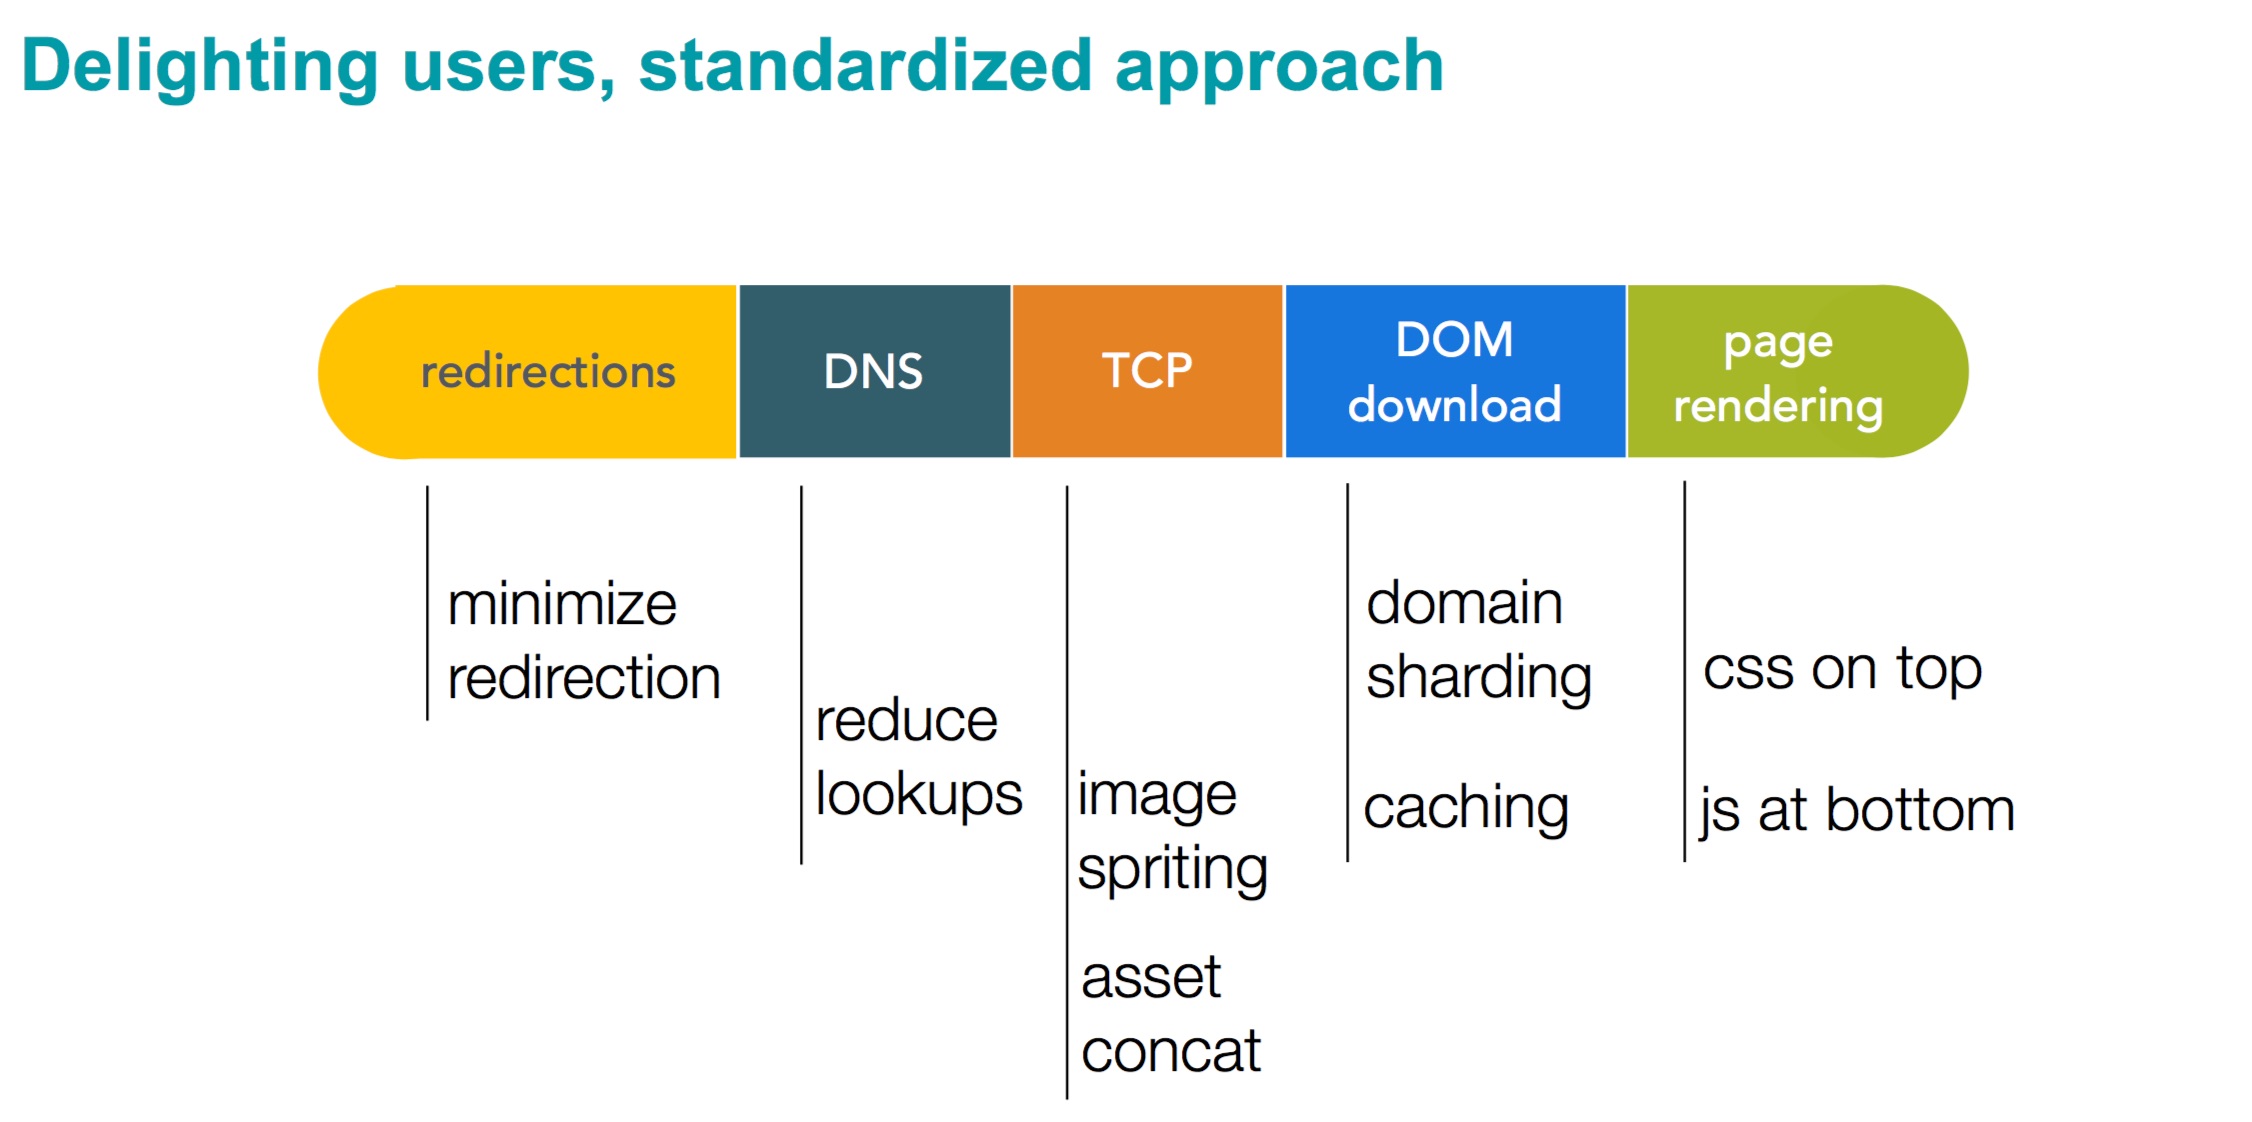 Delighting users, standardized approach
redirections
DNS
TCP
DOM
download
page
rendering
minimize
redirection
reduce
lookups
image
spriting
asset
concat
domain
sharding
caching
css on top
js at bottom